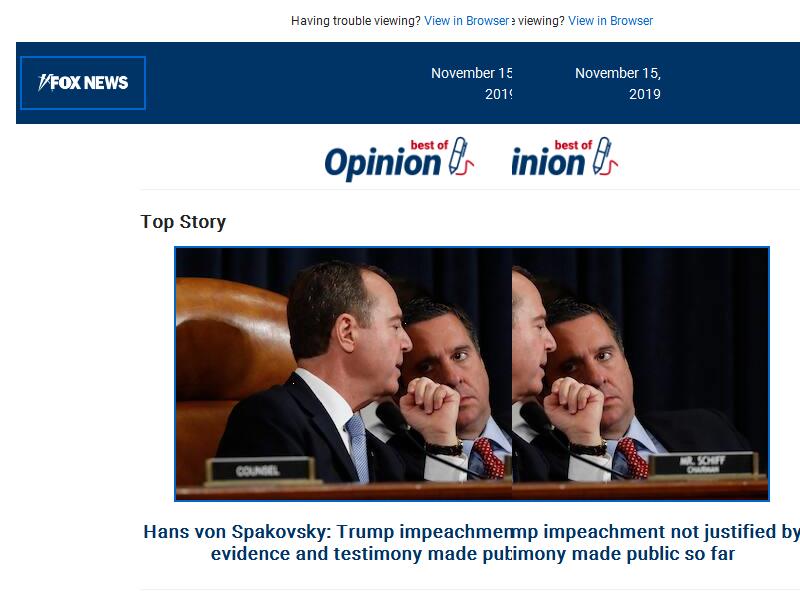 Having trouble viewing? View in Browser e viewing? View in Browser
FOX NEWS
November 15 November 15,
2019 2019
best of best of
Opinion inion
Top Story
COUNSEL
MR. SCHIFF
CHAIRMAN
Hans von Spakovsky: Trump impeachmenmp impeachment not justified by
evidence and testimony made pubimony made public so far